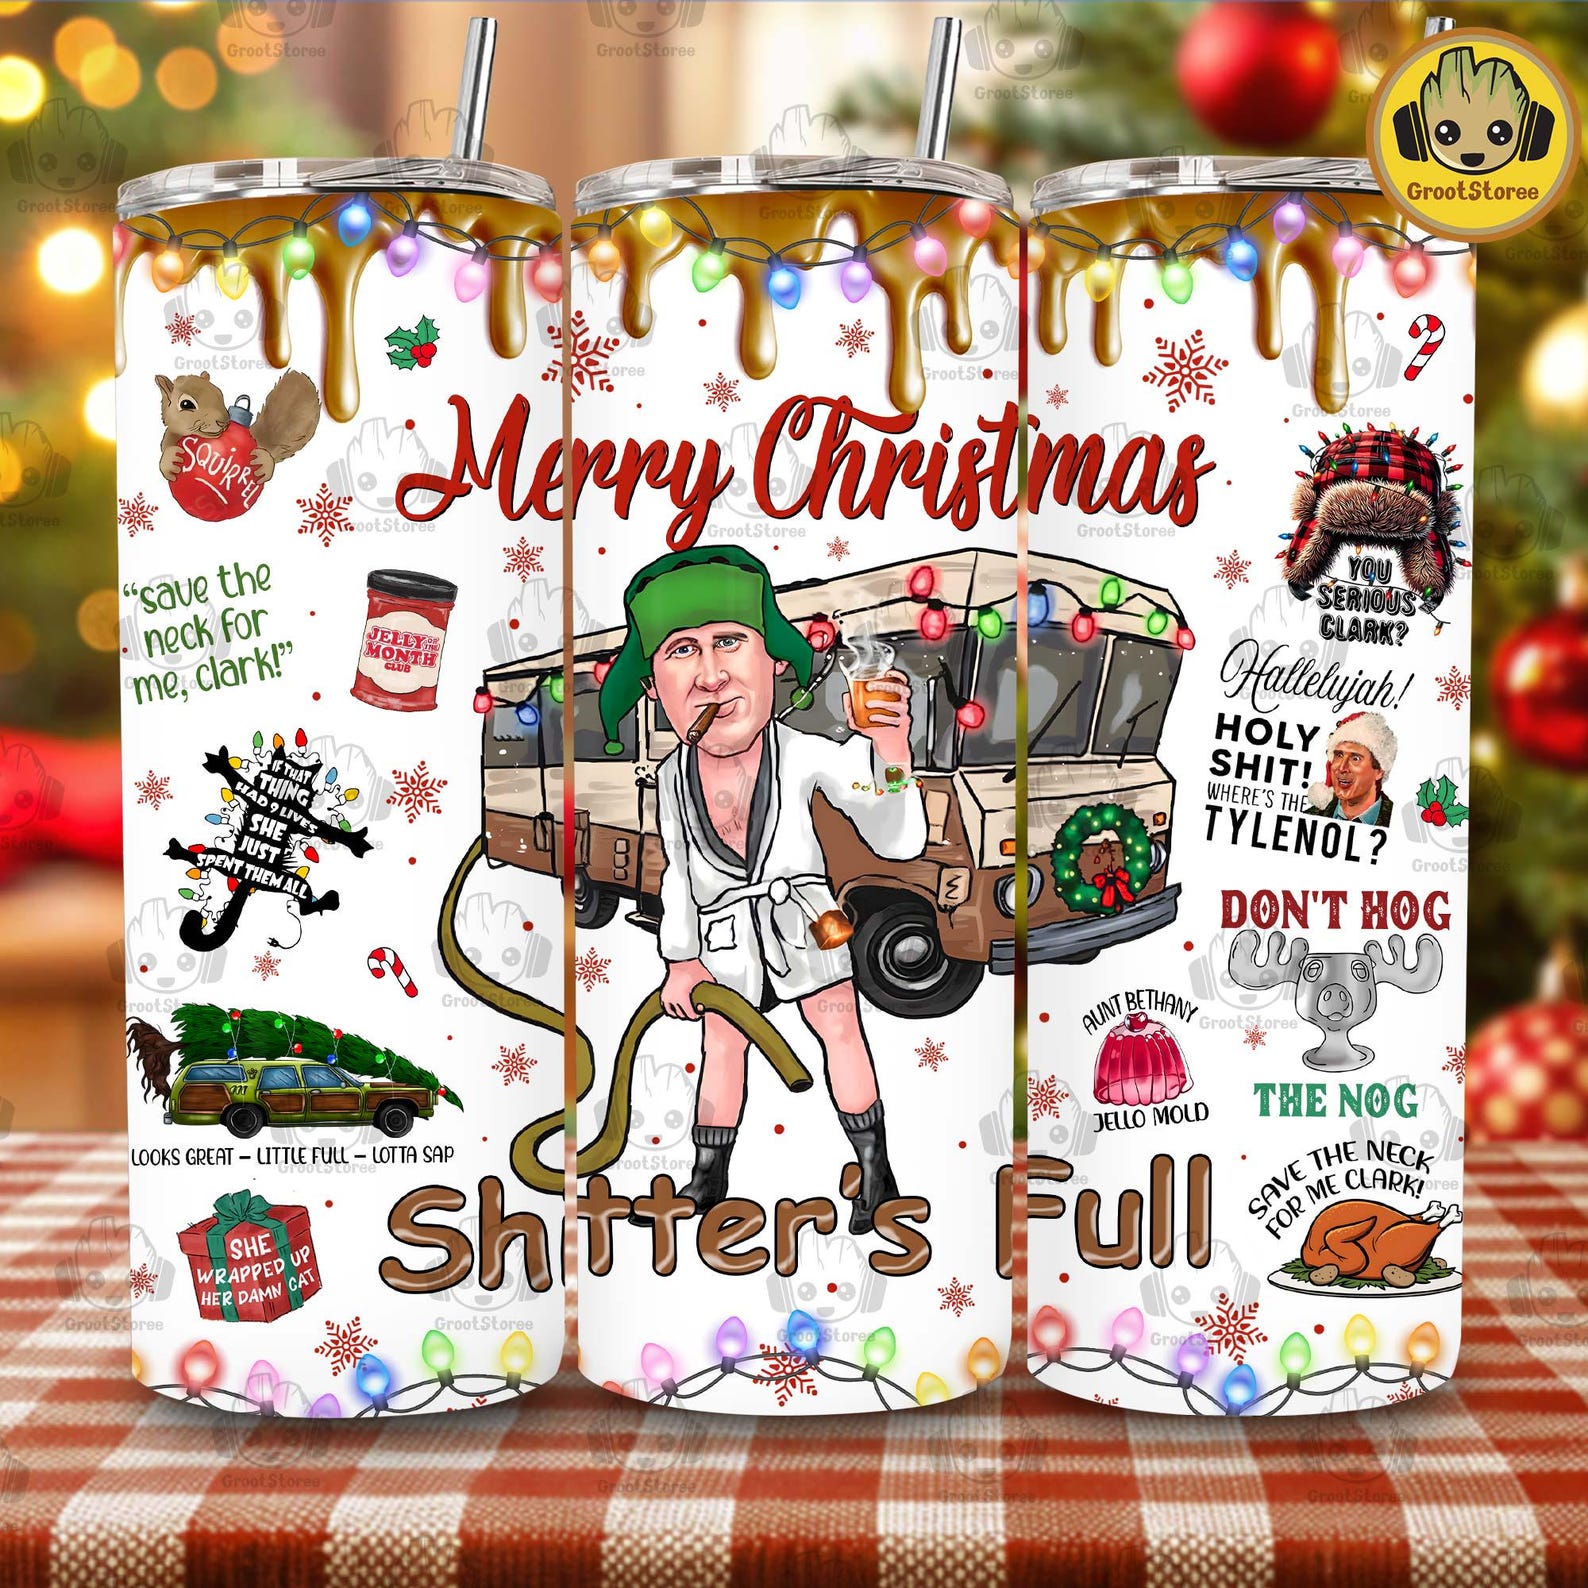 GrootStoree
Merry Christmas
SQUIRREL
"save the
neck for
me, clark!"
JELLY OF THE
MONTH
CLUB
IF THAT
THING
HAD 9 LIVES
SHE
JUST
SPENT THEM ALL
LOOKS GREAT – LITTLE FULL – LOTTA SAP
SHE
WRAPPED UP
HER DAMN CAT
Shitter's Full
YOU
SERIOUS
CLARK?
Hallelujah!
HOLY
SHIT!
WHERE'S THE
TYLENOL?
DON'T HOG
THE NOG
AUNT BETHANY
JELLO MOLD
SAVE THE NECK
FOR ME CLARK!